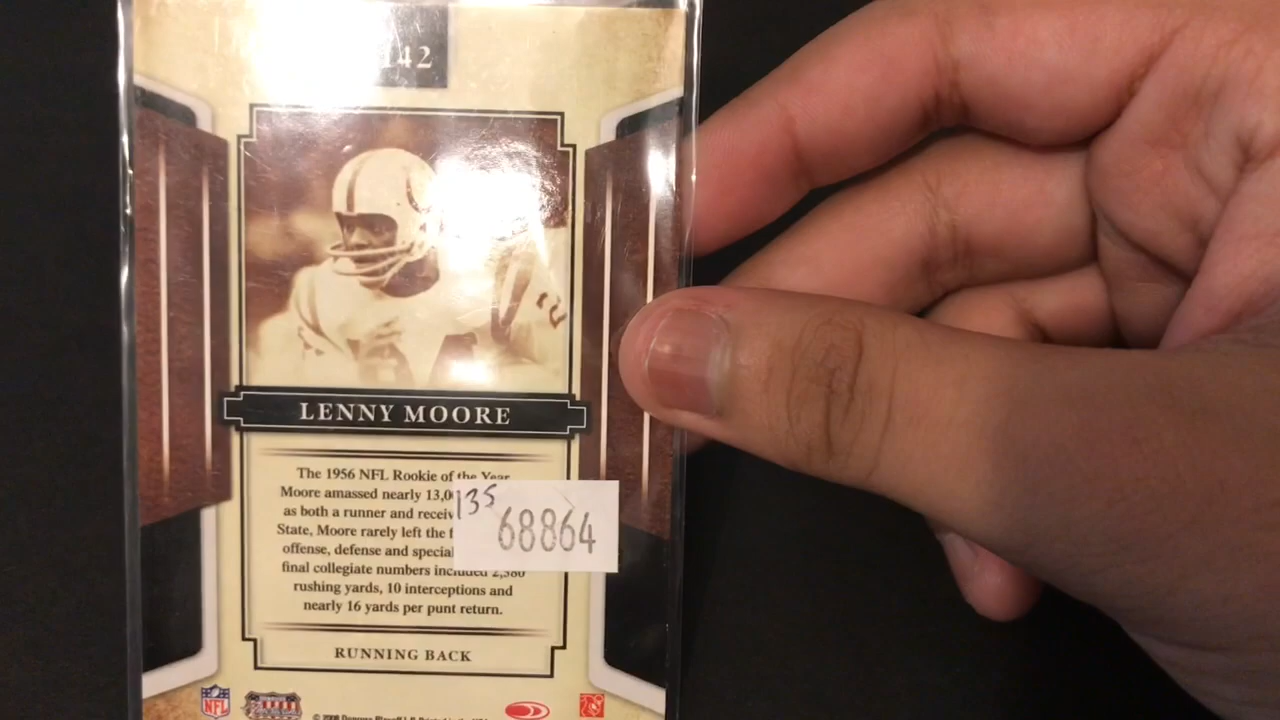 142
2
LENNY MOORE
The 1956 NFL Rookie of the Year
Moore amassed nearly 13,0
as both a runner and receiv
State, Moore rarely left the f
offense, defense and special
final collegiate numbers included 2,380
rushing yards, 10 interceptions and
nearly 16 yards per punt return.
135
68864
RUNNING BACK
NFL